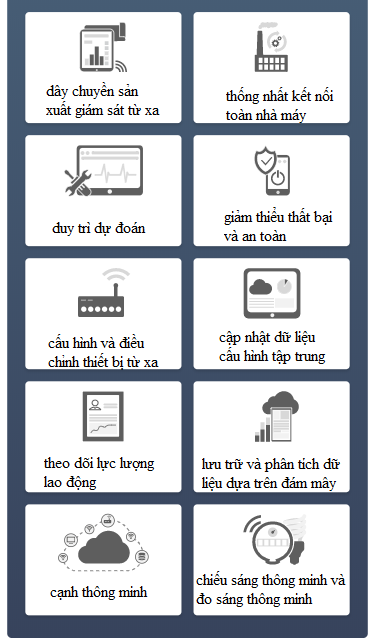 dây chuyền sản
xuất giám sát từ xa
thống nhất kết nối
toàn nhà máy
duy trì dự đoán
giảm thiểu thất bại
và an toàn
cấu hình và điều
chinh thiết bị từ xa
cập nhật dữ liệu
cấu hình tập trung
theo dõi lực lượng
lao động
lưu trữ và phân tích dữ
liệu dựa trên đám mây
cạnh thông minh
chiếu sáng thông minh và
đo sáng thông minh